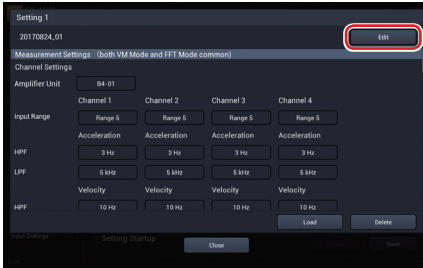 Setting 1
20170824_01
Edit
Measurement Settings (both VM Mode and FFT Mode common)
Channel Settings
Amplifier Unit B4-01
Channel 1 Channel 2 Channel 3 Channel 4
Input Range Range 5 Range 5 Range 5 Range 5
Acceleration Acceleration Acceleration Acceleration
HPF 3 Hz 3 Hz 3 Hz 3 Hz
LPF 5 kHz 5 kHz 5 kHz 5 kHz
Velocity Velocity Velocity Velocity
HPF 10 Hz 10 Hz 10 Hz 10 Hz
Load Delete
Input Settings Setting Startup Close Save